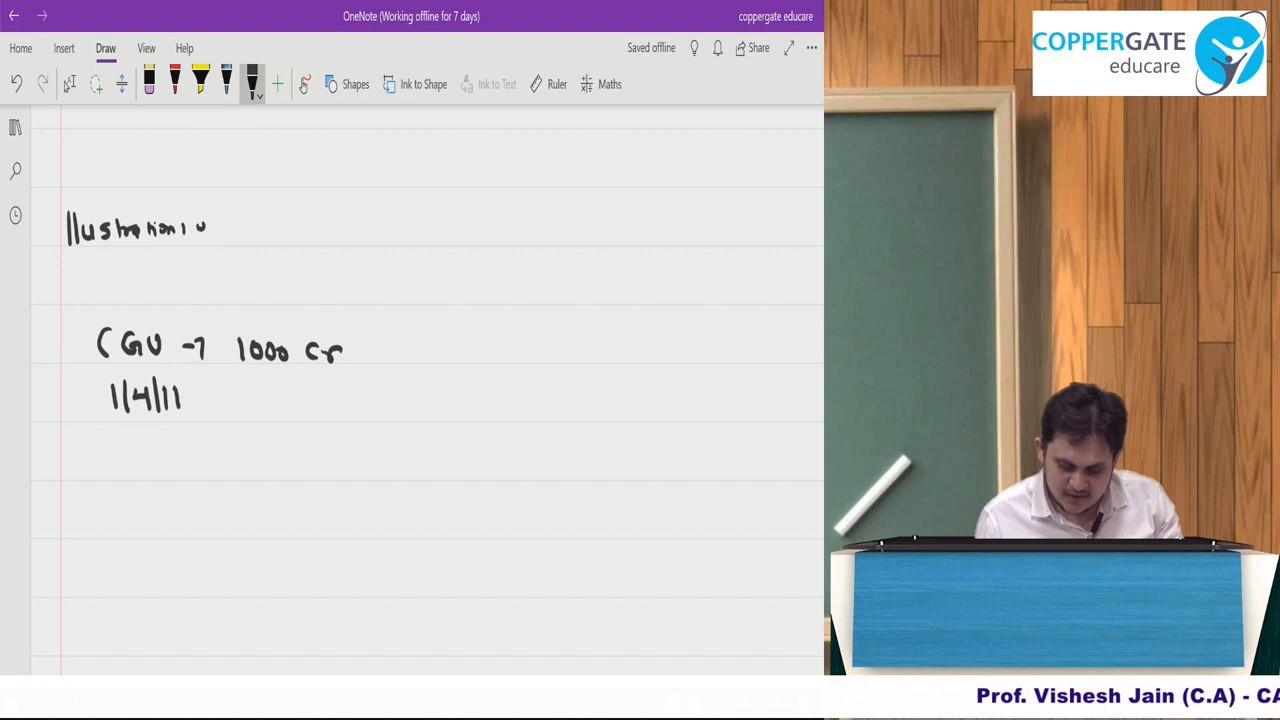 OneNote (Working offline for 7 days)
coppergate educare
Home Insert Draw View Help
Saved offline Share
Shapes Ink to Shape Ink to Text Ruler Maths
COPPERGATE
educare
Illustration
CGU → 1000 Cr
1/4/11
Prof. Vishesh Jain (C.A) - CA